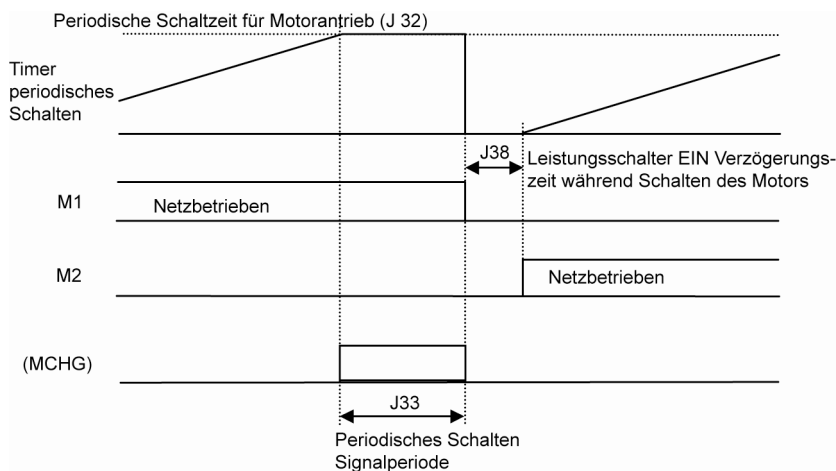 Periodische Schaltzeit für Motorantrieb (J 32)
Timer
periodisches
Schalten
J38
Leistungsschalter EIN Verzögerungs-
zeit während Schalten des Motors
M1
Netzbetrieben
M2
Netzbetrieben
(MCHG)
J33
Periodisches Schalten
Signalperiode